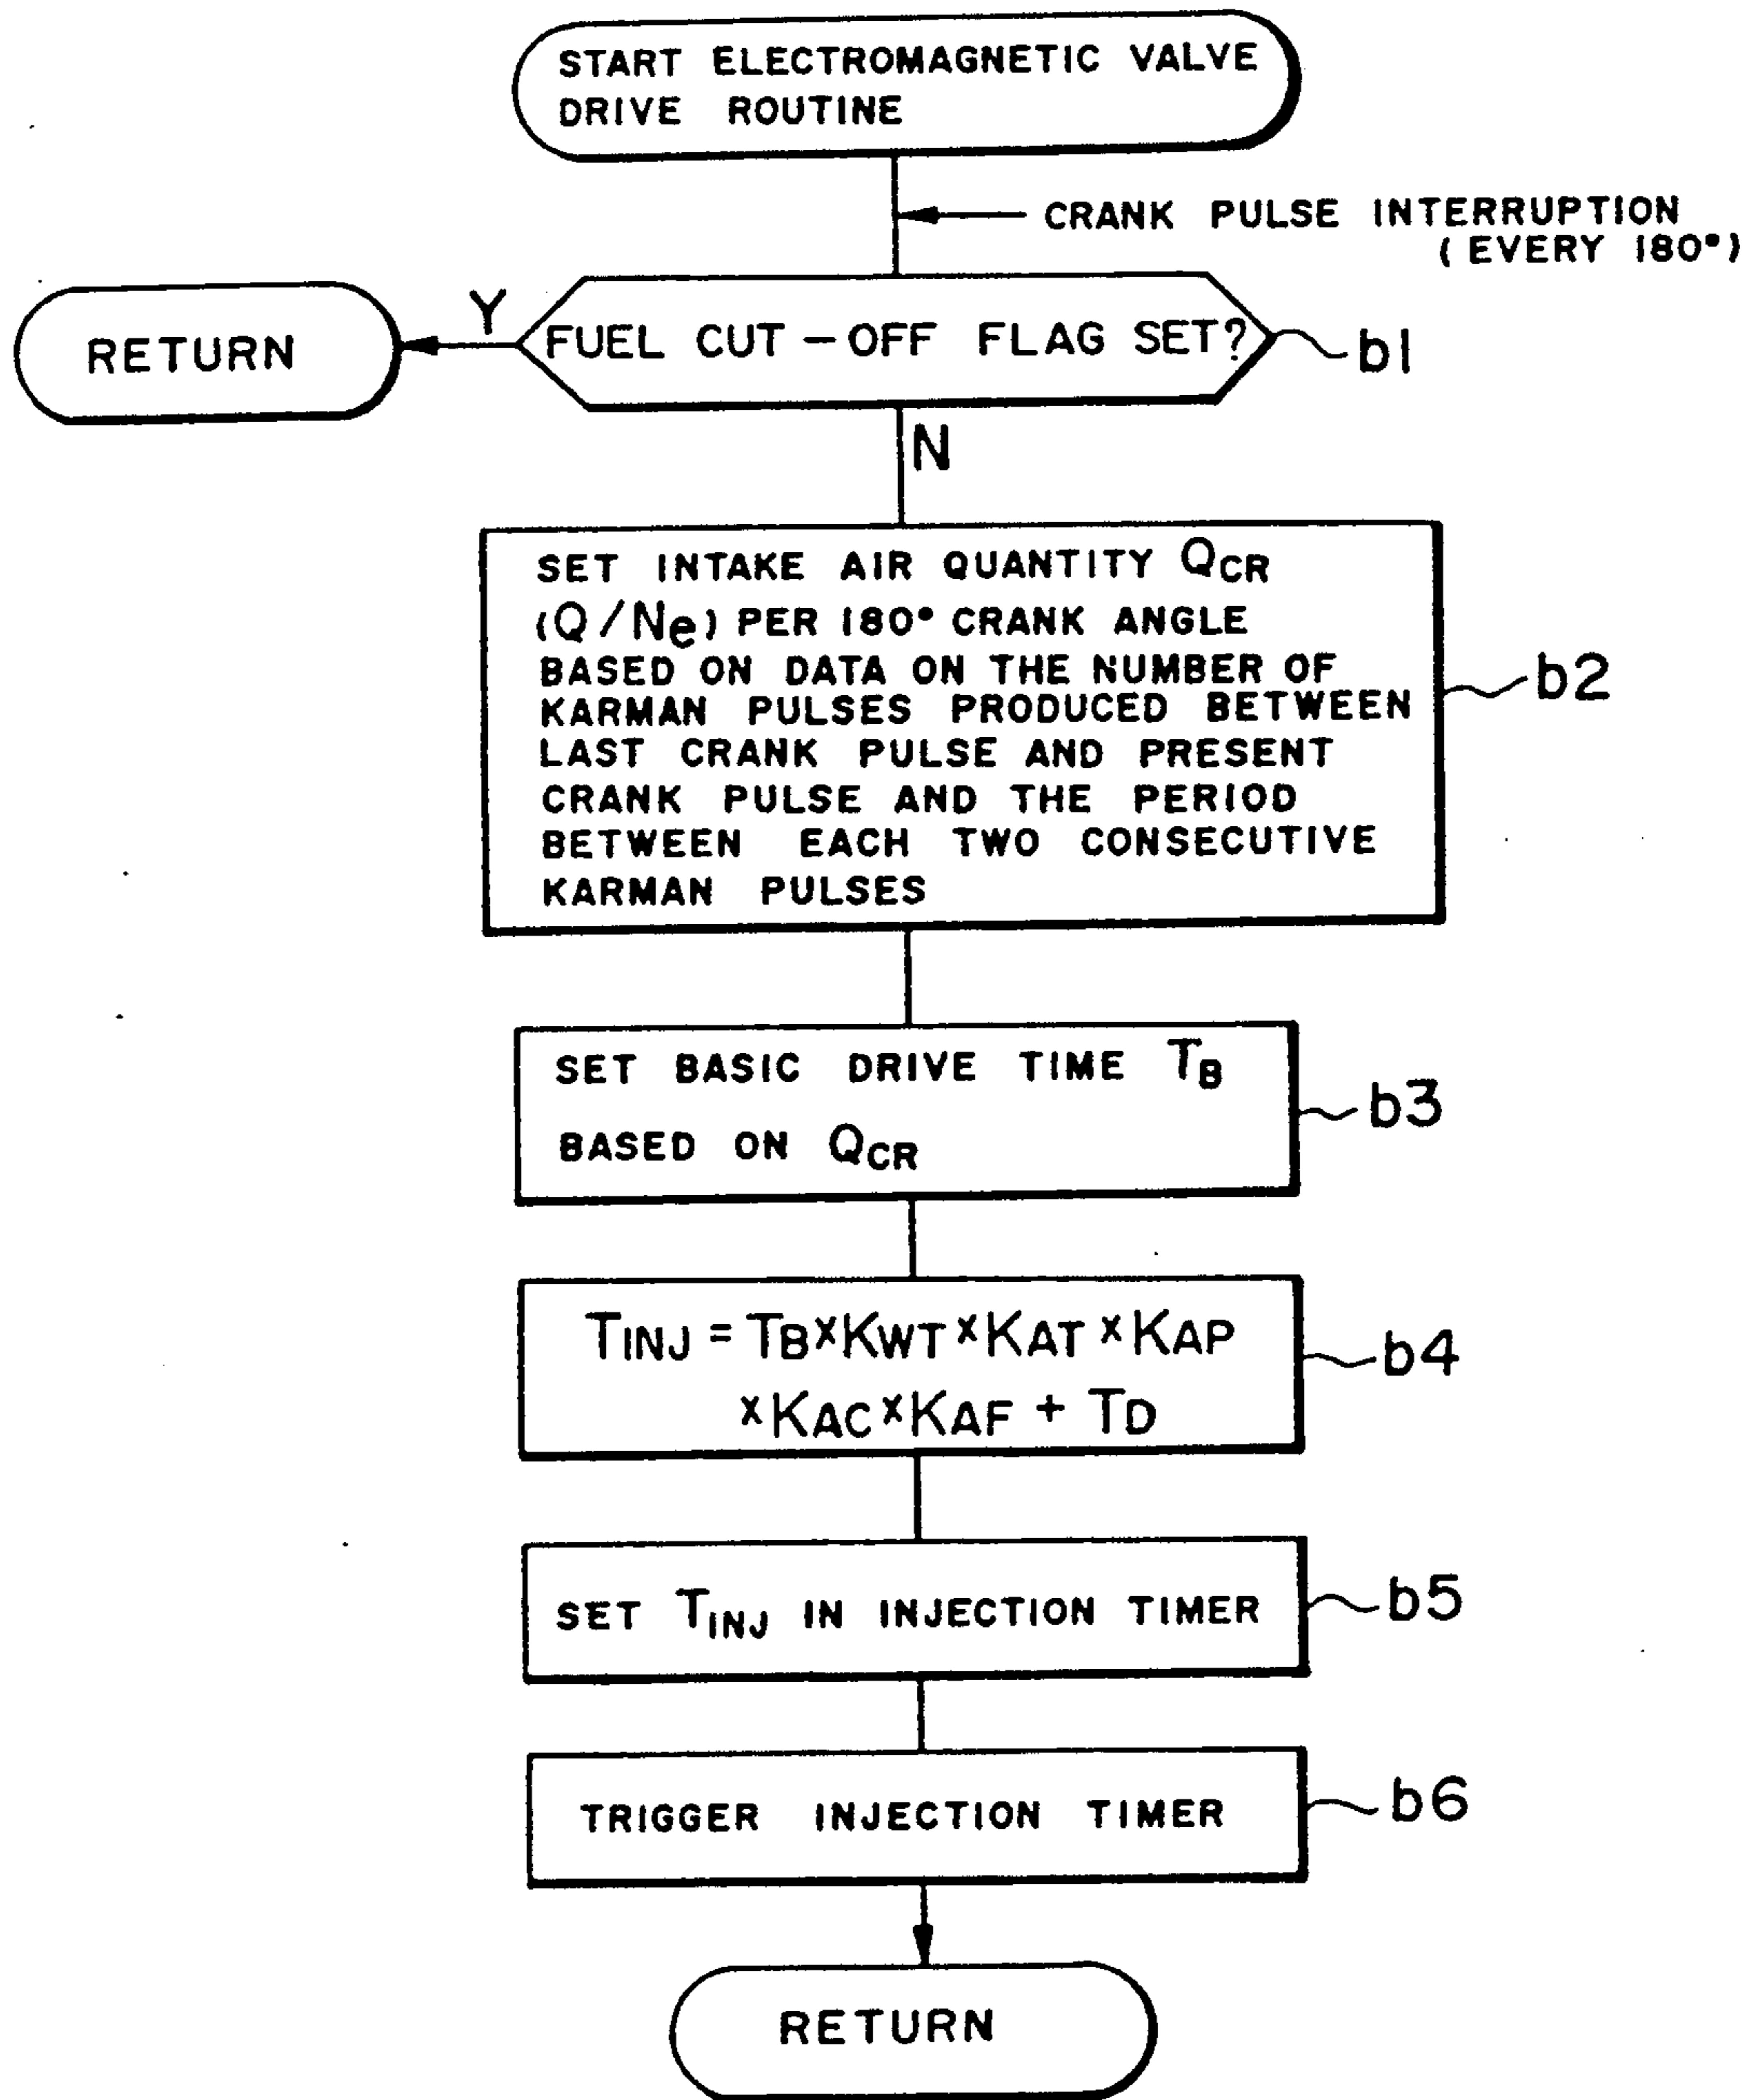 START ELECTROMAGNETIC VALVE
DRIVE ROUTINE
CRANK PULSE INTERRUPTION
(EVERY 180°)
RETURN
Y
FUEL CUT-OFF FLAG SET?
b1
N
SET INTAKE AIR QUANTITY QCR
(Q/Ne) PER 180° CRANK ANGLE
BASED ON DATA ON THE NUMBER OF
KARMAN PULSES PRODUCED BETWEEN
LAST CRANK PULSE AND PRESENT
CRANK PULSE AND THE PERIOD
BETWEEN EACH TWO CONSECUTIVE
KARMAN PULSES
b2
SET BASIC DRIVE TIME TB
BASED ON QCR
b3
TINJ = TB×KWT×KAT×KAP
×KAC×KAF + TD
b4
SET TINJ IN INJECTION TIMER
b5
TRIGGER INJECTION TIMER
b6
RETURN